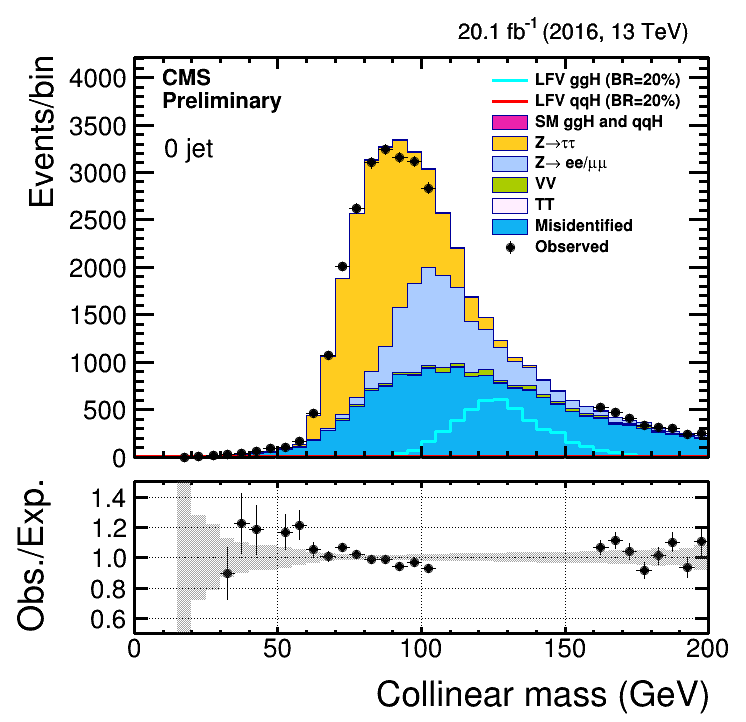 20.1 fb-1 (2016, 13 TeV)
Events/bin
4000
3500
3000
2500
2000
1500
1000
500
0
CMS
Preliminary
0 jet
LFV ggH (BR=20%)
LFV qqH (BR=20%)
SM ggH and qqH
Z→ττ
Z→ ee/μμ
VV
TT
Misidentified
Observed
Obs./Exp.
1.4
1.2
1.0
0.8
0.6
0 50 100 150 200
Collinear mass (GeV)